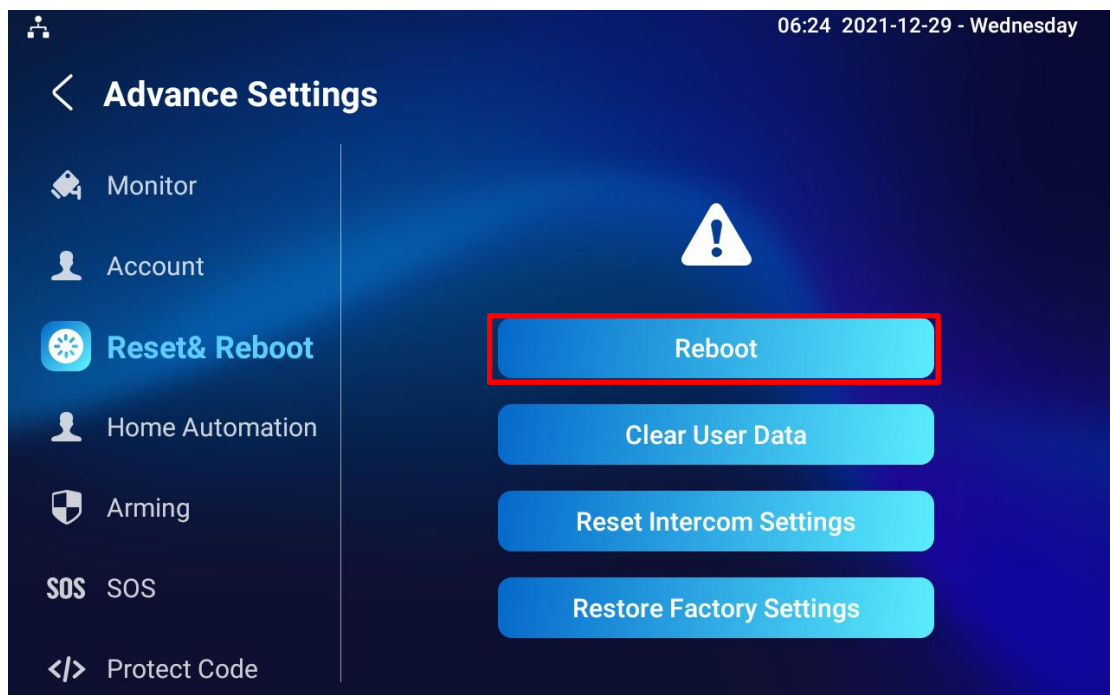 06:24 2021-12-29 - Wednesday
Advance Settings
Monitor
Account
Reset& Reboot
Home Automation
Arming
SOS SOS
</> Protect Code
Reboot
Clear User Data
Reset Intercom Settings
Restore Factory Settings